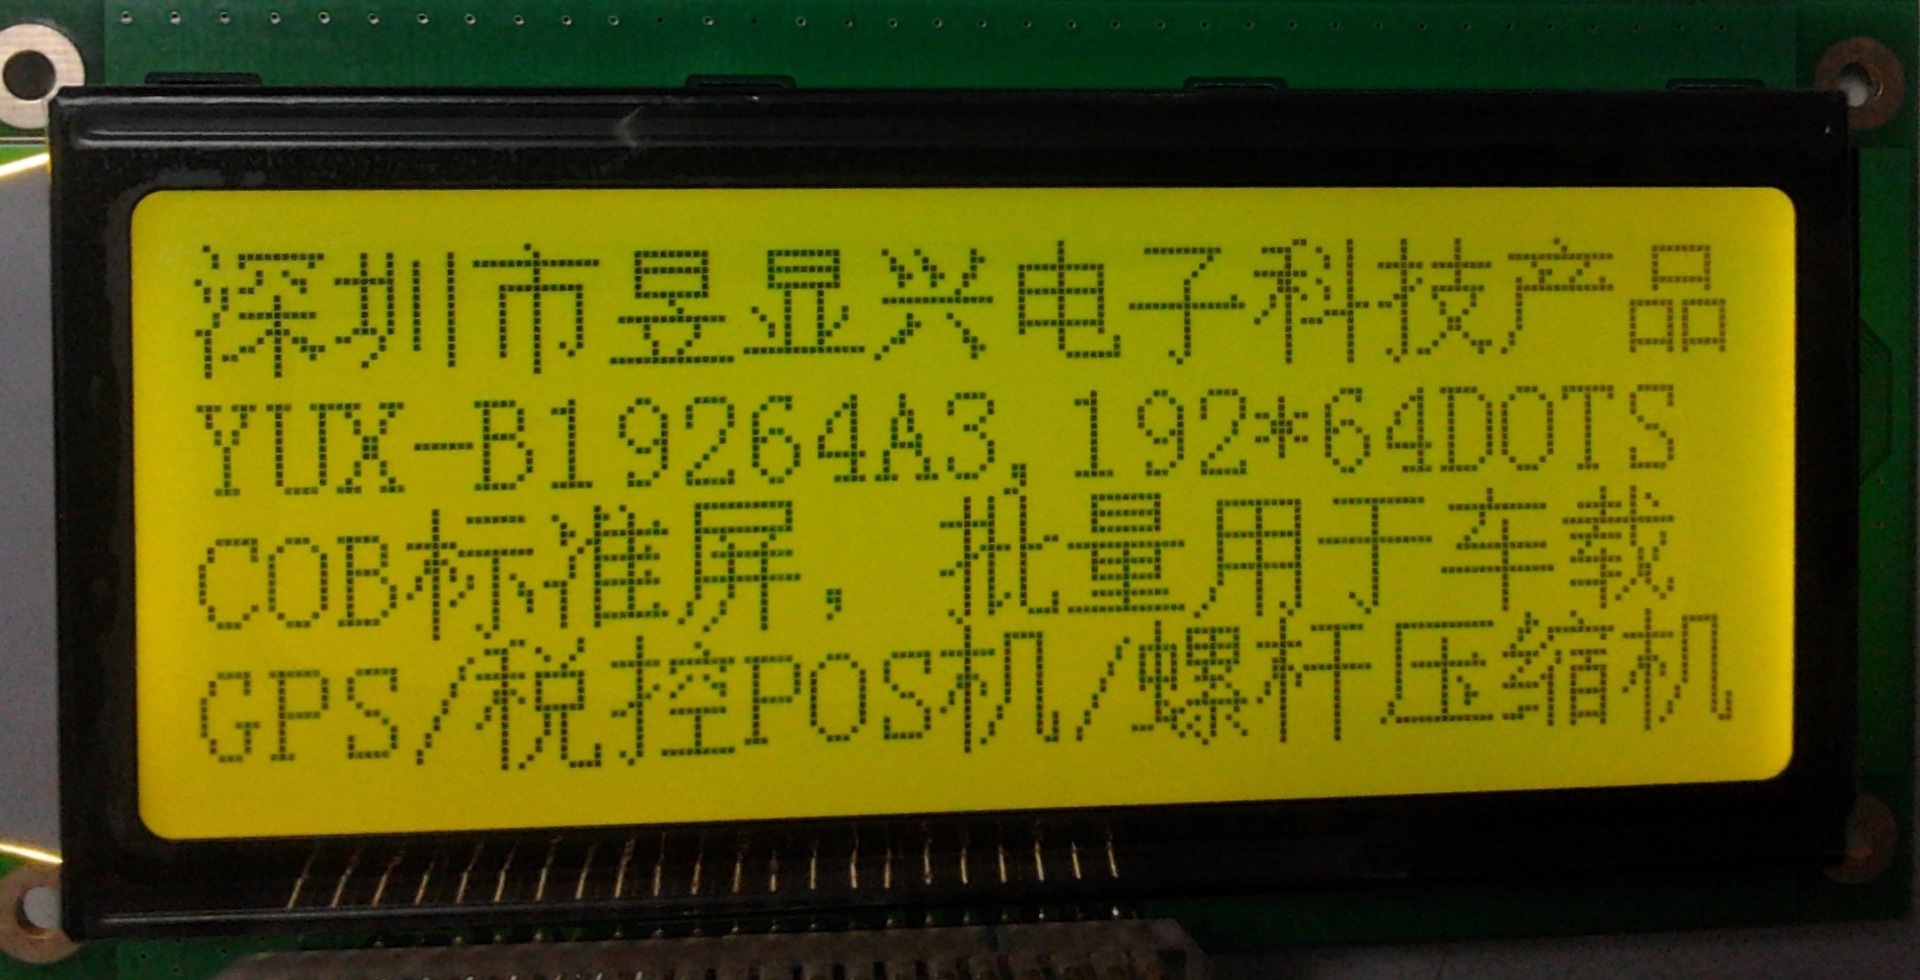 深圳市昱显兴电子科技产品
YUX-B19264A3,192*64DOTS
COB标准屏，批量用于车载
GPS/税控POS机/螺杆压缩机